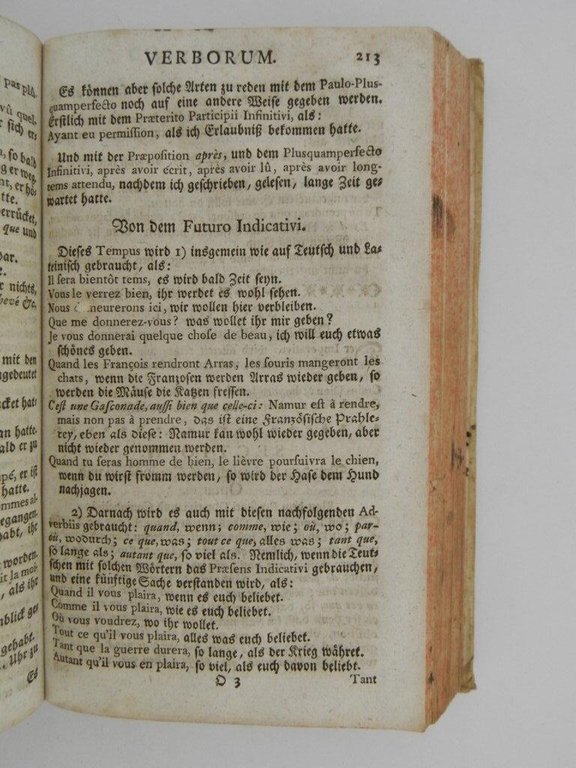 VERBORUM. 213
Es können aber solche Arten zu reden mit dem Paulo-Plus-
quamperfecto noch auf eine andere Weise gegeben werden.
Erstlich mit dem Præterito Participii Infinitivi, als:
Ayant eu permission, als ich Erlaubniß bekommen hatte.
Und mit der Præposition après, und dem Plusquamperfecto
Infinitivi, après avoir écrit, après avoir lû, après avoir long-
tems attendu, nachdem ich geschrieben, gelesen, lange Zeit ge-
wartet hatte.
Von dem Futuro Indicativi.
Dieses Tempus wird 1) insgemein wie auf Teutsch und La-
teinisch gebraucht, als:
Il sera bientôt tems, es wird bald Zeit seyn.
Vous le verrez bien, ihr werdet es wohl sehen.
Nous meurerons ici, wir wollen hier verbleiben.
Que me donnerez-vous? was wollet ihr mir geben?
Je vous donnerai quelque chose de beau, ich will euch etwas
schönes geben.
Quand les François rendront Arras, les souris mangeront les
chats, wenn die Franzosen werden Arras wieder geben, so
werden die Mäuse die Katzen fressen.
C'est une Gasconade, aussi bien que celle-ci: Namur est à rendre,
mais non pas à prendre, das ist eine Französische Prahle-
rey, eben als diese: Namur kan wohl wieder gegeben, aber
nicht wieder genommen werden.
Quand tu seras homme de bien, le lièvre poursuivra le chien,
wenn du wirst fromm werden, so wird der Hase dem Hund
nachjagen.
2) Darnach wird es auch mit diesen nachfolgenden Ad-
verbiis gebraucht: quand, wenn; comme, wie; où, wo; par-
où, wodurch; ce que, was; tout ce que, alles was; tant que,
so lange als; autant que, so viel als. Nemlich, wenn die Teut-
schen mit solchen Wörtern das Præsens Indicativi gebrauchen,
und eine künftige Sache verstanden wird, als:
Quand il vous plaira, wenn es euch beliebet.
Comme il vous plaira, wie es euch beliebet.
Où vous voudrez, wo ihr wollet.
Tout ce qu'il vous plaira, alles was euch beliebet.
Tant que la guerre durera, so lange, als der Krieg währet.
Autant qu'il vous en plaira, so viel, als euch davon beliebt.
O 3 Tant